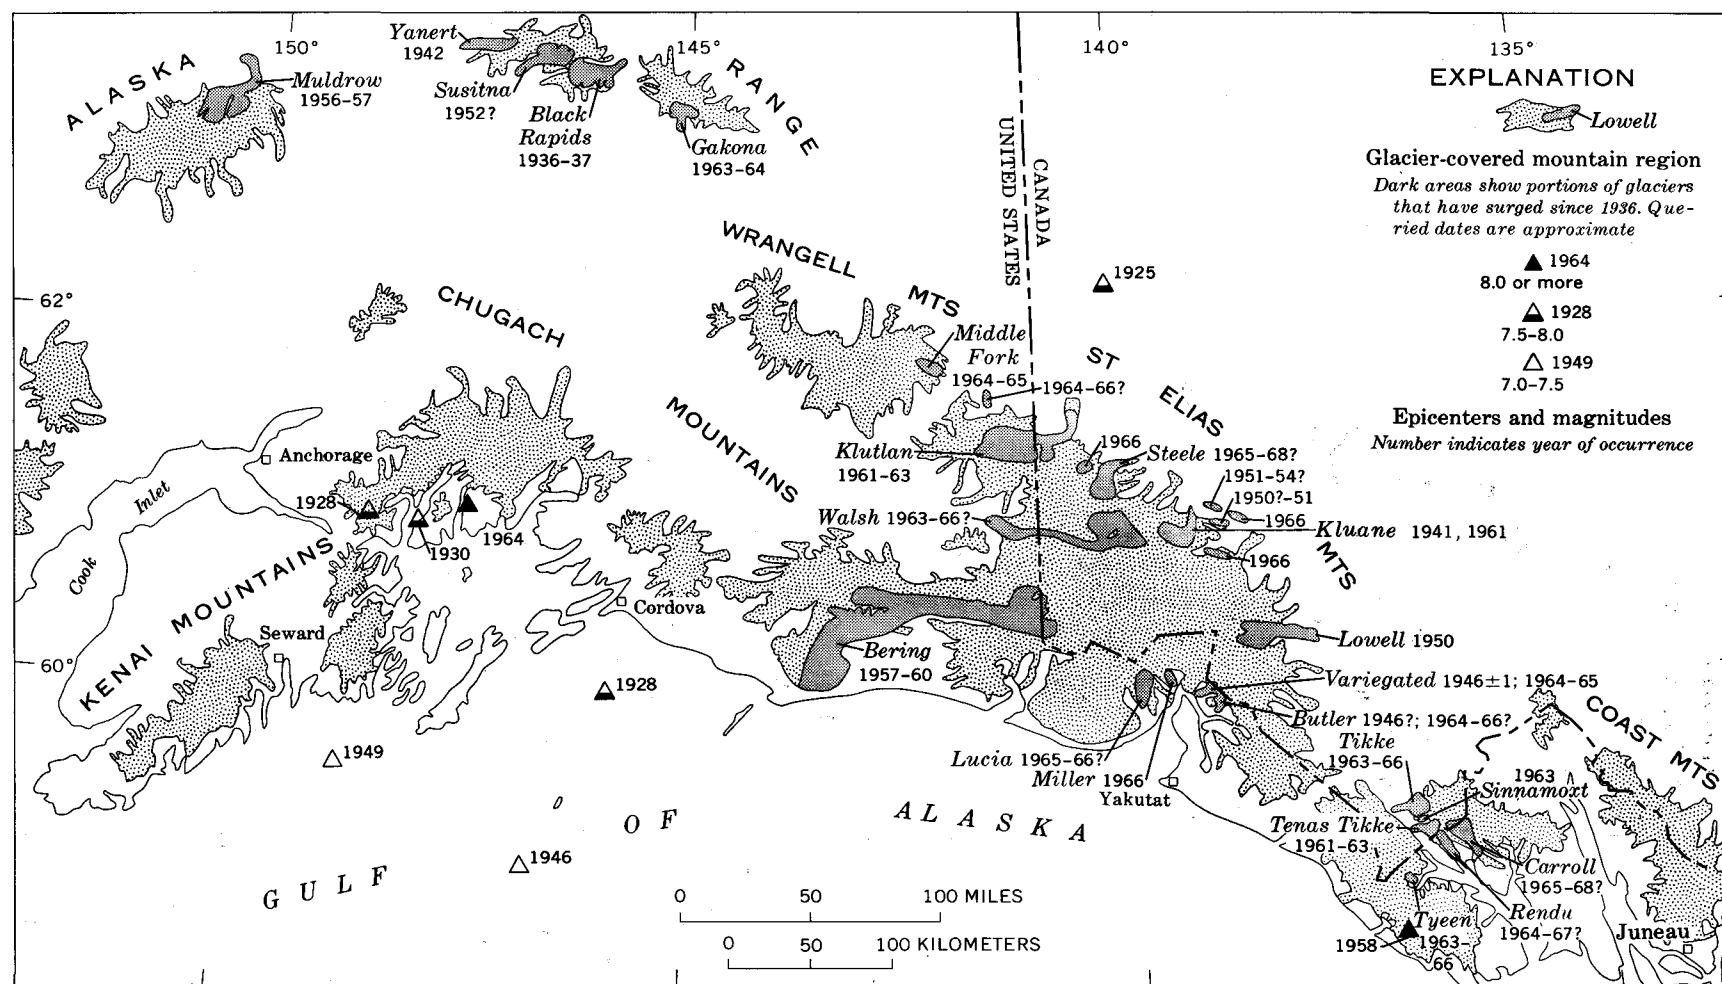 150°
145°
140°
135°
ALASKA
RANGE
Yanert
1942
Muldrow
1956–57
Susitna
1952?
Black
Rapids
1936–37
Gakona
1963–64
UNITED STATES
CANADA
EXPLANATION
Lowell
Glacier-covered mountain region
Dark areas show portions of glaciers
that have surged since 1936. Que-
ried dates are approximate
1964
8.0 or more
1928
7.5–8.0
1949
7.0–7.5
Epicenters and magnitudes
Number indicates year of occurrence
62°
60°
CHUGACH
MOUNTAINS
WRANGELL
MTS
1925
Middle
Fork
1964–65
1964–66?
ST
ELIAS
MTS
Klutlan
1961–63
1966
Steele 1965–68?
1951–54?
1950?–51
1966
Kluane 1941, 1961
1966
Walsh 1963–66?
Anchorage
Cook
Inlet
1928
1930
1964
KENAI MOUNTAINS
Seward
Cordova
Bering
1957–60
Lowell 1950
1928
Variegated 1946±1; 1964–65
Butler 1946?; 1964–66?
Lucia 1965–66?
Miller 1966
Yakutat
Tikke
1963–66
COAST MTS
1963
Sinnamoxt
Tenas Tikke
1961–63
Carroll
1965–68?
Rendu
1964–67?
Tyeen
1963–
66
1958
Juneau
1949
1946
GULF OF ALASKA
0 50 100 MILES
0 50 100 KILOMETERS